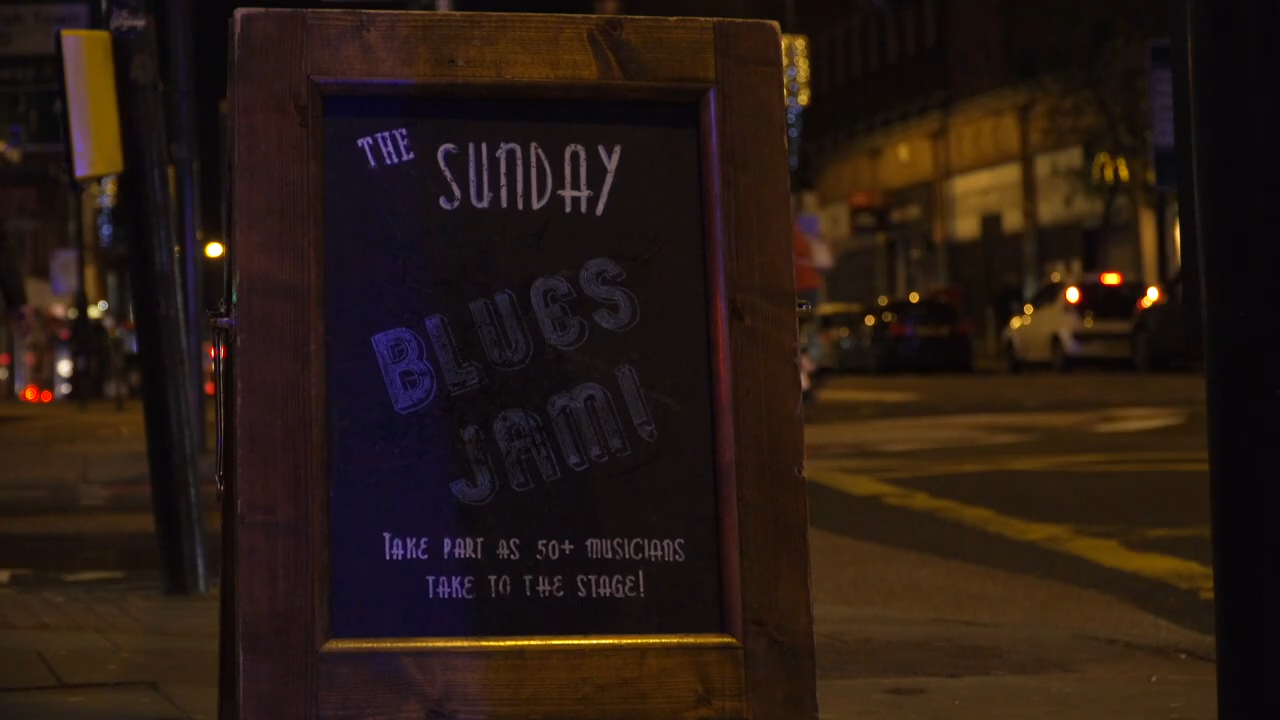 THE SUNDAY
BLUES
JAM!
TAKE PART AS 50+ MUSICIANS
TAKE TO THE STAGE!